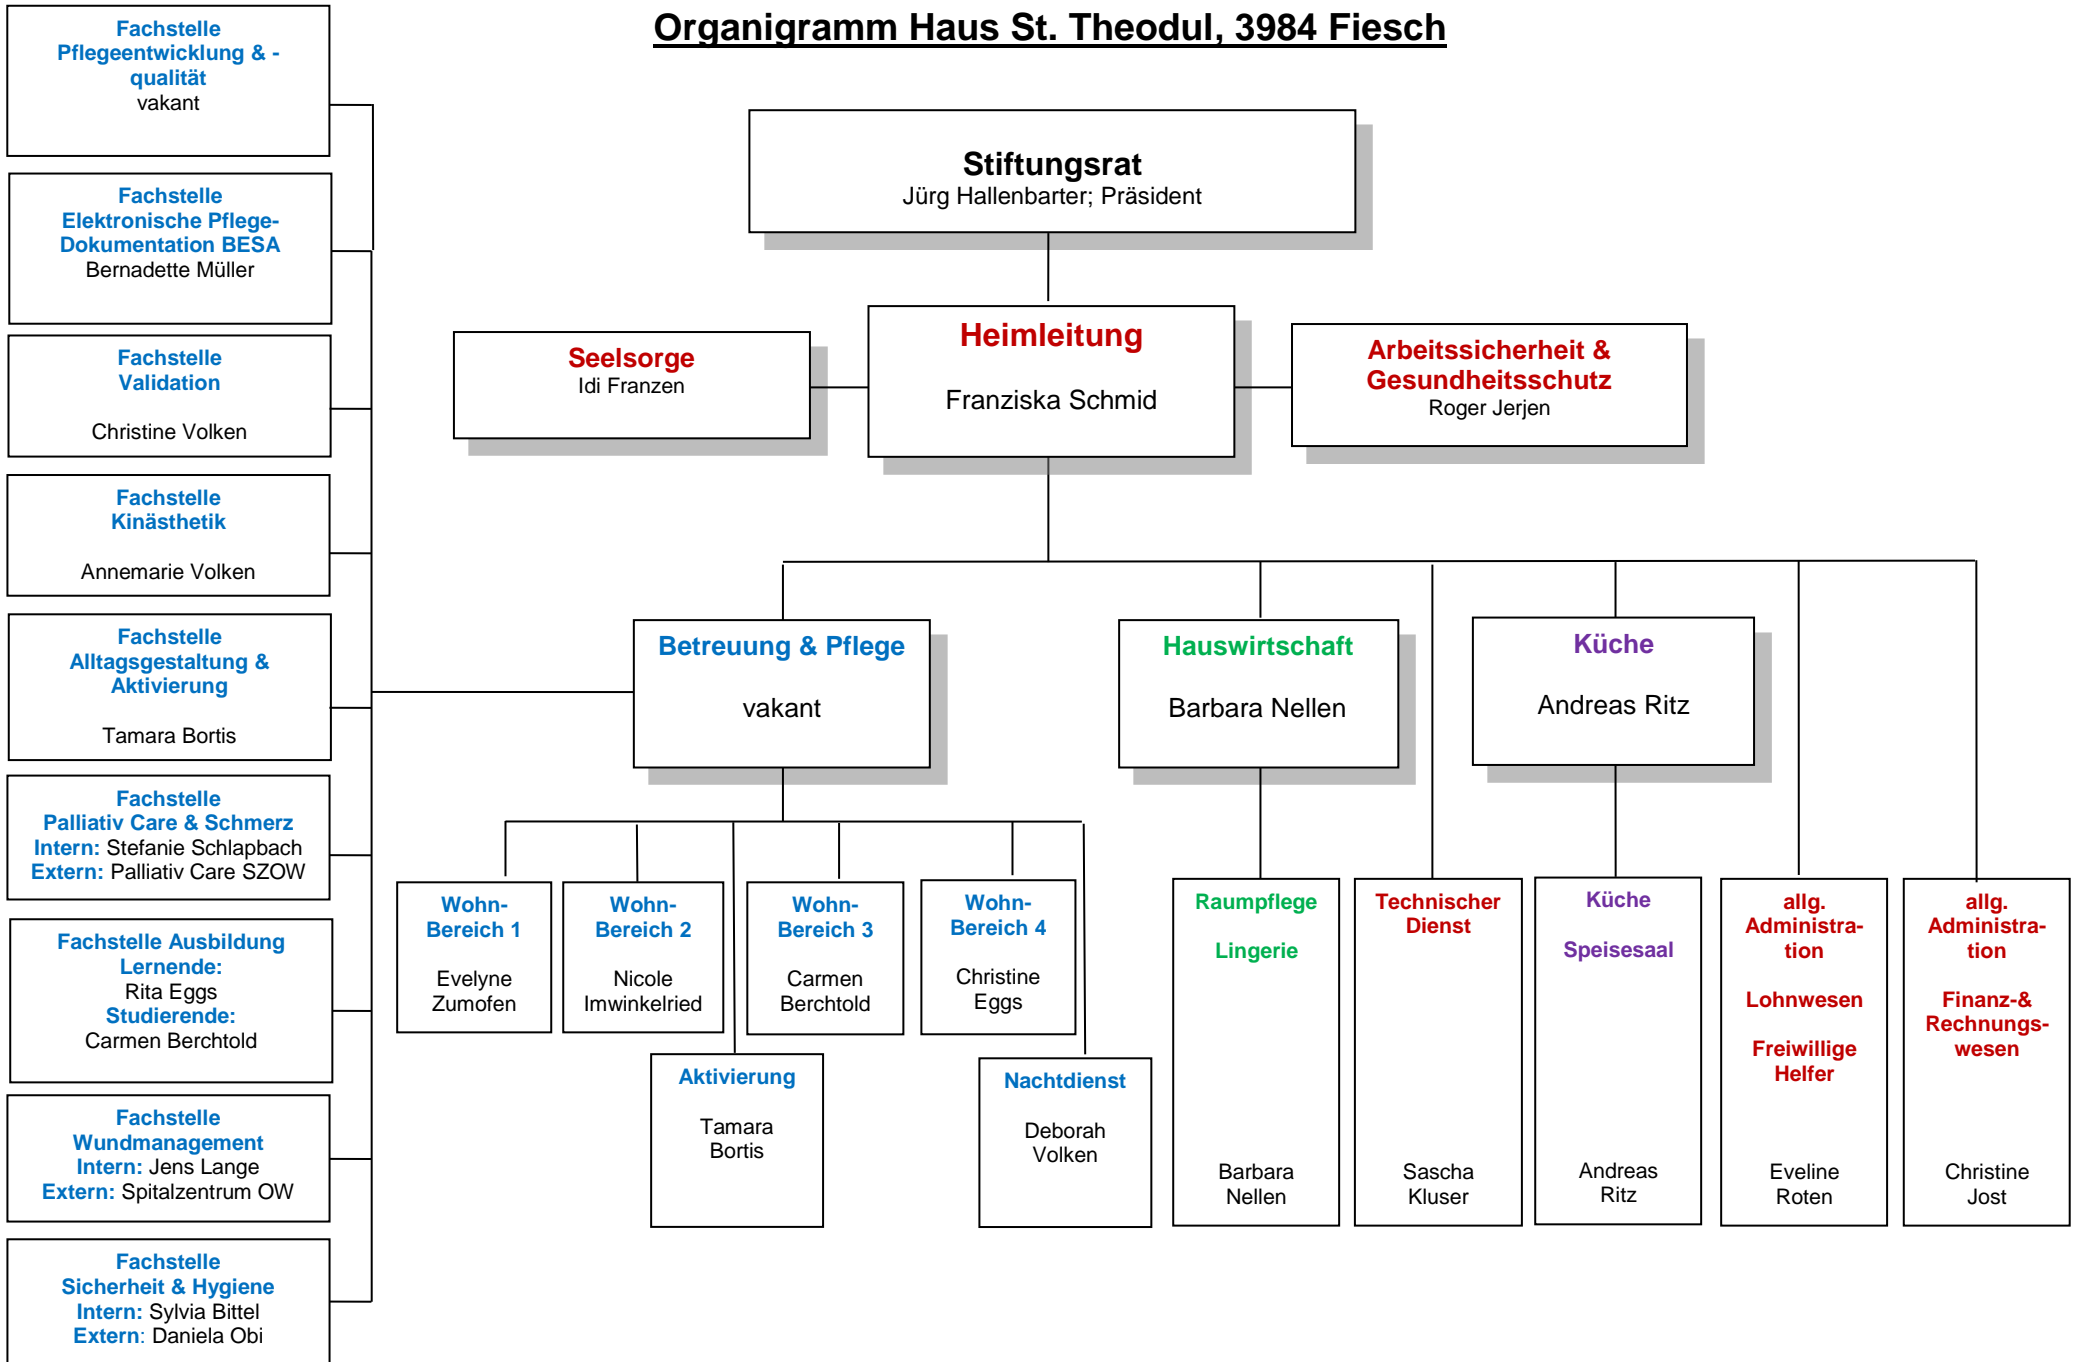 Organigramm Haus St. Theodul, 3984 Fiesch
Fachstelle
Pflegeentwicklung & -
qualität
vakant
Fachstelle
Elektronische Pflege-
Dokumentation BESA
Bernadette Müller
Fachstelle
Validation
Christine Volken
Fachstelle
Kinästhetik
Annemarie Volken
Fachstelle
Alltagsgestaltung &
Aktivierung
Tamara Bortis
Fachstelle
Palliativ Care & Schmerz
Intern: Stefanie Schlapbach
Extern: Palliativ Care SZOW
Fachstelle Ausbildung
Lernende:
Rita Eggs
Studierende:
Carmen Berchtold
Fachstelle
Wundmanagement
Intern: Jens Lange
Extern: Spitalzentrum OW
Fachstelle
Sicherheit & Hygiene
Intern: Sylvia Bittel
Extern: Daniela Obi
Stiftungsrat
Jürg Hallenbarter; Präsident
Seelsorge
Idi Franzen
Heimleitung
Franziska Schmid
Arbeitssicherheit &
Gesundheitsschutz
Roger Jerjen
Betreuung & Pflege
vakant
Hauswirtschaft
Barbara Nellen
Küche
Andreas Ritz
Wohn-
Bereich 1
Evelyne
Zumofen
Wohn-
Bereich 2
Nicole
Imwinkelried
Wohn-
Bereich 3
Carmen
Berchtold
Wohn-
Bereich 4
Christine
Eggs
Aktivierung
Tamara
Bortis
Nachtdienst
Deborah
Volken
Raumpflege
Lingerie
Barbara
Nellen
Technischer
Dienst
Sascha
Kluser
Küche
Speisesaal
Andreas
Ritz
allg.
Administra-
tion
Lohnwesen
Freiwillige
Helfer
Eveline
Roten
allg.
Administra-
tion
Finanz-&
Rechnungs-
wesen
Christine
Jost